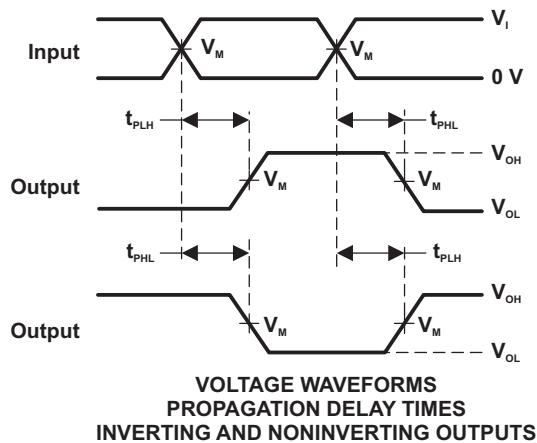 Input
V_M
V_M
V_I
0 V
t_PLH
t_PHL
Output
V_M
V_M
V_OH
V_OL
t_PHL
t_PLH
Output
V_M
V_M
V_OH
V_OL
VOLTAGE WAVEFORMS
PROPAGATION DELAY TIMES
INVERTING AND NONINVERTING OUTPUTS